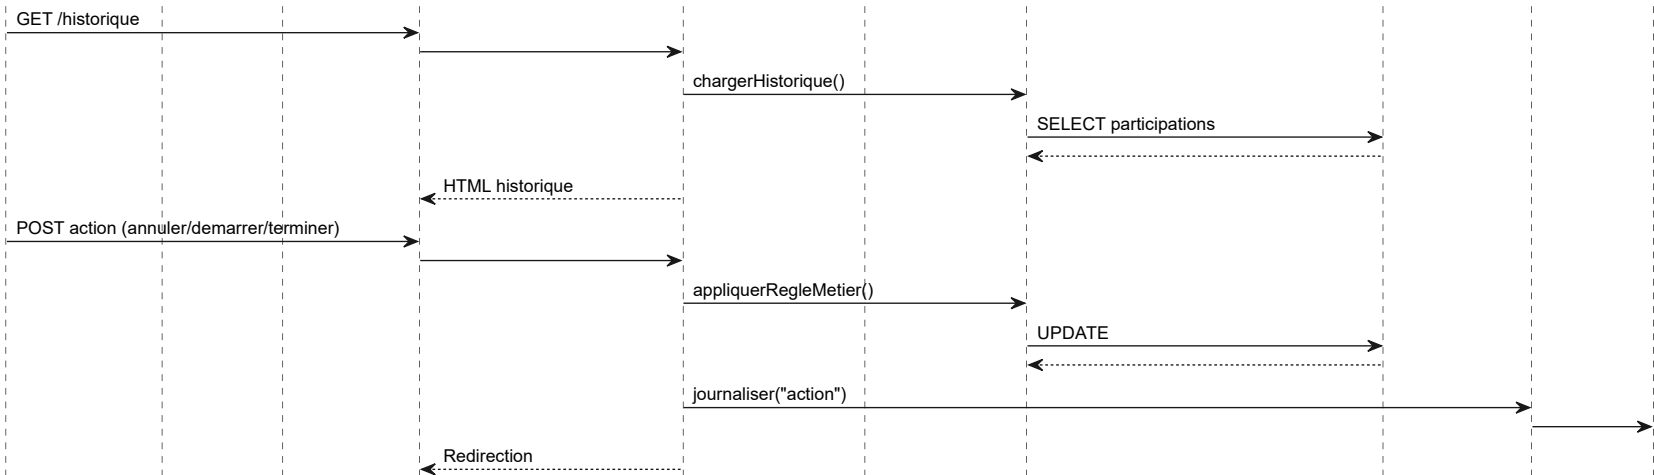 GET /historique
chargerHistorique()
SELECT participations
HTML historique
POST action (annuler/demarrer/terminer)
appliquerRegleMetier()
UPDATE
journaliser("action")
Redirection